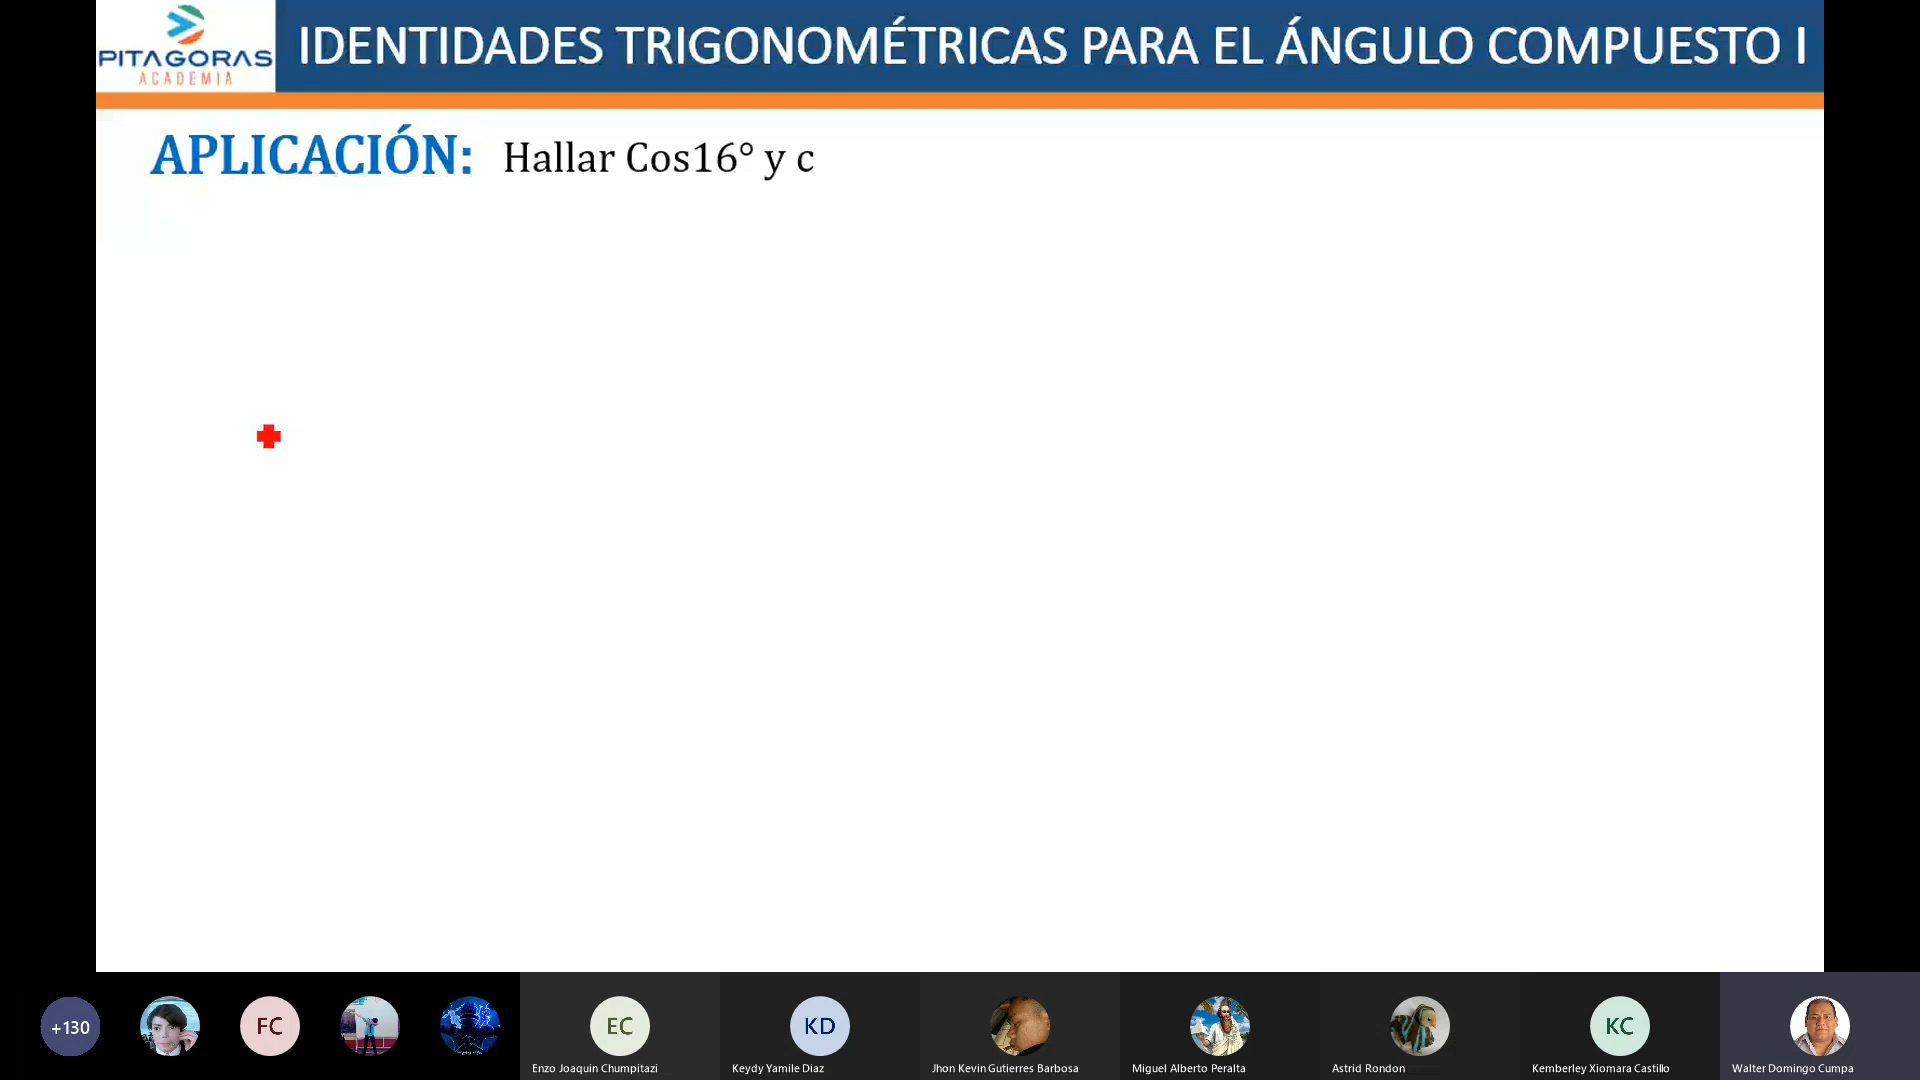 PITAGORAS
ACADEMIA
IDENTIDADES TRIGONOMÉTRICAS PARA EL ÁNGULO COMPUESTO I
APLICACIÓN: Hallar Cos16° y c
+130
FC
EC
KD
KC
Enzo Joaquin Chumpitazi
Keydy Yamile Diaz
Jhon Kevin Gutierres Barbosa
Miguel Alberto Peralta
Astrid Rondon
Kemberley Xiomara Castillo
Walter Domingo Cumpa